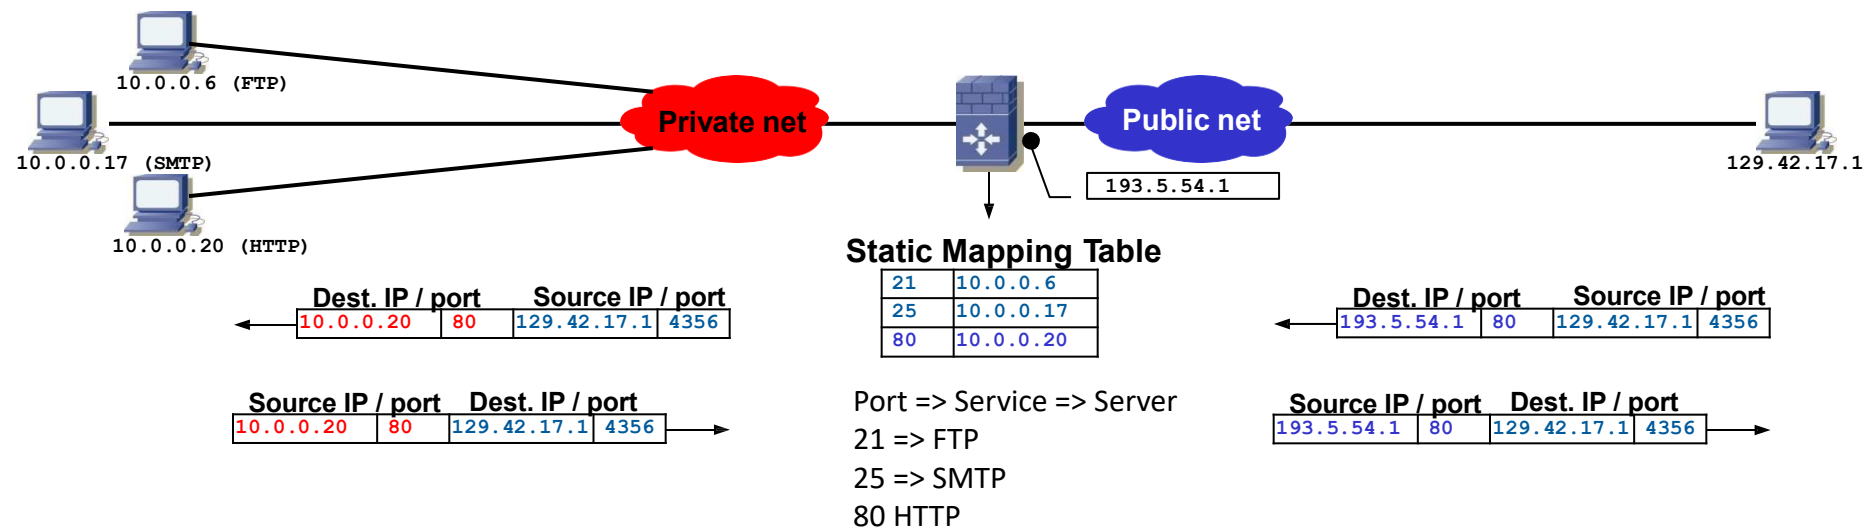 10.0.0.6 (FTP)
Private net
Public net
10.0.0.17 (SMTP)
129.42.17.1
193.5.54.1
10.0.0.20 (HTTP)
Static Mapping Table
21 10.0.0.6
25 10.0.0.17
80 10.0.0.20
Dest. IP / port Source IP / port
10.0.0.20 80 129.42.17.1 4356
Dest. IP / port Source IP / port
193.5.54.1 80 129.42.17.1 4356
Source IP / port Dest. IP / port
10.0.0.20 80 129.42.17.1 4356
Port => Service => Server
21 => FTP
25 => SMTP
80 HTTP
Source IP / port Dest. IP / port
193.5.54.1 80 129.42.17.1 4356